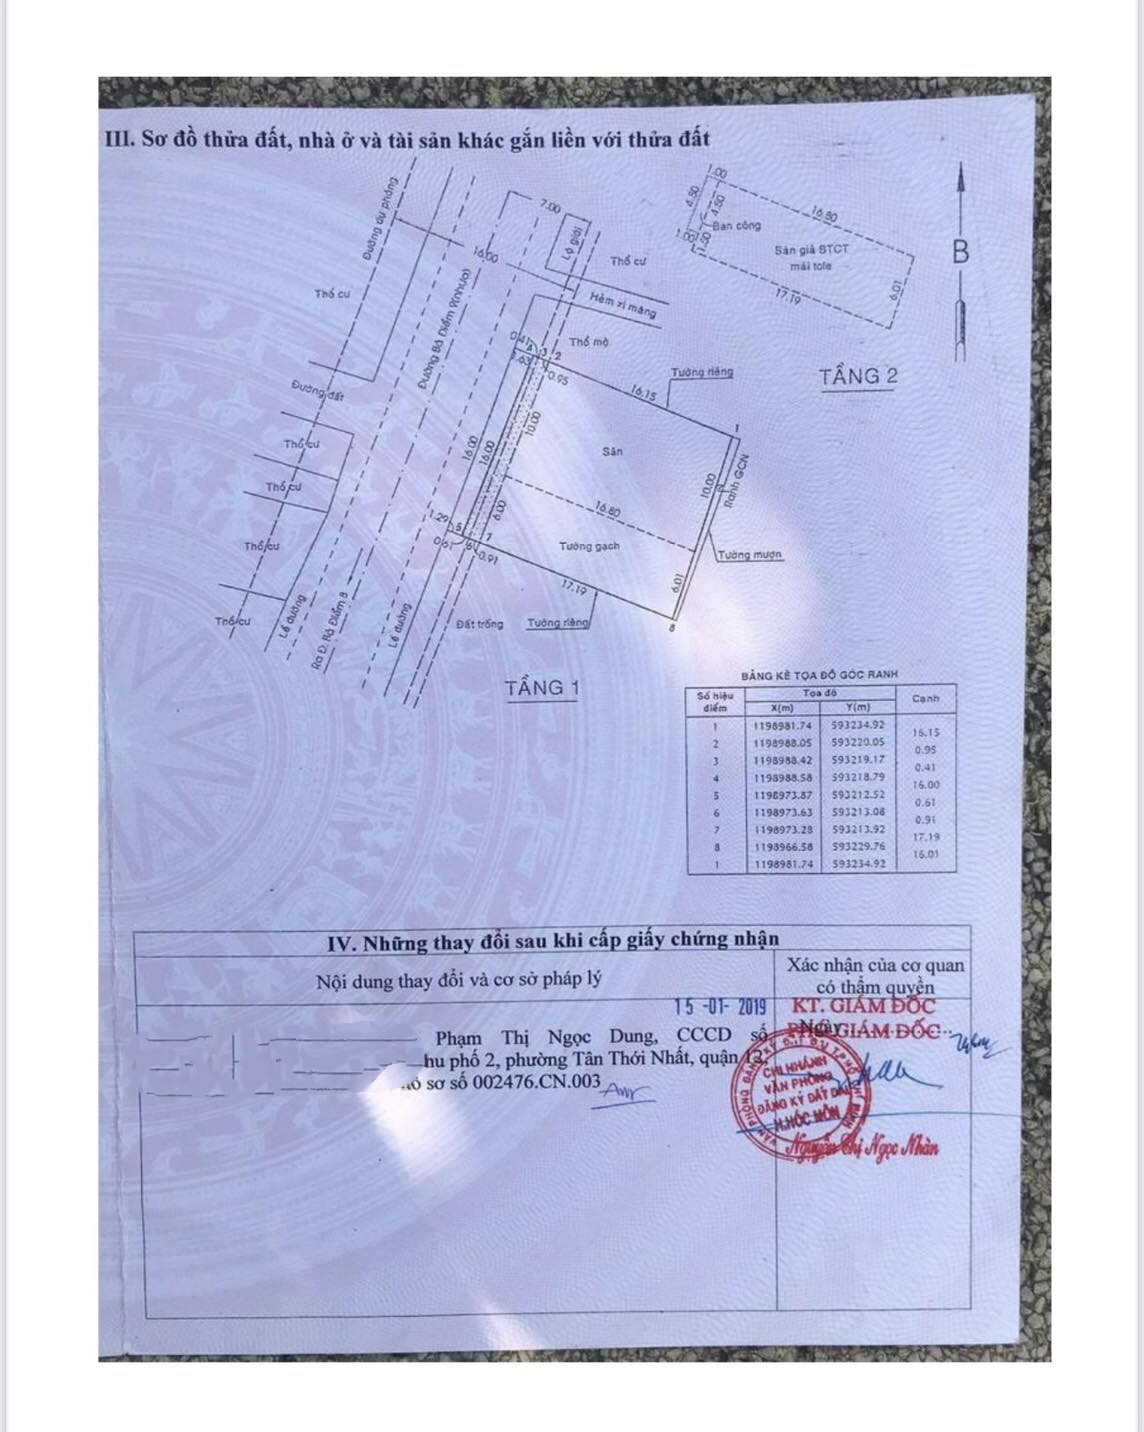 III. Sơ đồ thửa đất, nhà ở và tài sản khác gắn liền với thửa đất
Đường dự phóng
7.00
Lộ giới
16.00
Thổ cư
Thổ cư
Hẻm xi măng
Đường Bà Điểm 9(nhựa)
0.41
4
3
2
Thổ mộ
1.63
0.95
16.15
Tường riêng
Đường đất
1
Thổ cư
Thổ cư
Thổ cư
Thổ cư
16.00
16.00
10.00
Sân
10.00
Ranh GCN
16.80
6.00
1.29
5
0.61
6
7
0.91
Tường gạch
Tường mượn
6.01
17.19
8
Lề đường
Ra Đ. Bà Điểm 8
Lề đường
Đất trống
Tường riêng
TẦNG 1
1.00
4.50
4.50
1.00
1.50
Ban công
16.80
Sàn giả BTCT
mái tole
17.19
6.01
TẦNG 2
B
BẢNG KÊ TỌA ĐỘ GÓC RANH
Số hiệu điểm Tọa độ Cạnh
X(m) Y(m)
1 1198981.74 593234.92
16.15
2 1198988.05 593220.05
0.95
3 1198988.42 593219.17
0.41
4 1198988.58 593218.79
16.00
5 1198973.87 593212.52
0.61
6 1198973.63 593213.08
0.91
7 1198973.28 593213.92
17.19
8 1198966.58 593229.76
16.01
1 1198981.74 593234.92
IV. Những thay đổi sau khi cấp giấy chứng nhận
Nội dung thay đổi và cơ sở pháp lý
Xác nhận của cơ quan
có thẩm quyền
15 -01- 2019
KT. GIÁM ĐỐC
Phạm Thị Ngọc Dung, CCCD số
Ngày
PHÓ GIÁM ĐỐC
hu phố 2, phường Tân Thới Nhất, quận 12,
sơ số 002476.CN.003
CHI NHÁNH
VĂN PHÒNG
ĐĂNG KÝ ĐẤT ĐAI
H.HÓC MÔN
Nguyễn Thị Ngọc Nhàn